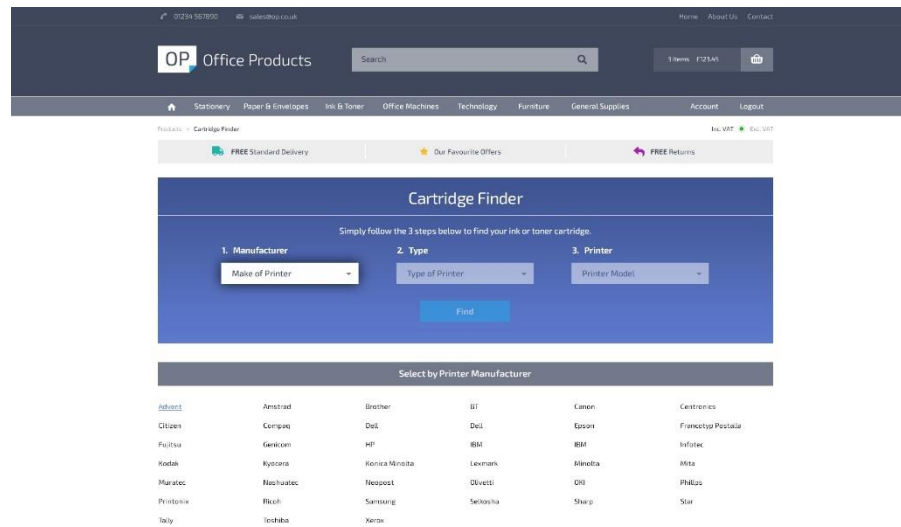 01234 567890 sales@op.co.uk Home About Us Contact
OP Office Products Search 3 Items £123.45
Stationery Paper & Envelopes Ink & Toner Office Machines Technology Furniture General Supplies Account Logout
Products > Cartridge Finder Inc. VAT Exc. VAT
FREE Standard Delivery Our Favourite Offers FREE Returns
Cartridge Finder
Simply follow the 3 steps below to find your ink or toner cartridge.
1. Manufacturer 2. Type 3. Printer
Make of Printer Type of Printer Printer Model
Find
Select by Printer Manufacturer
Advent Amstrad Brother BT Canon Centronics
Citizen Compaq Dell Dell Epson Francotyp Postalia
Fujitsu Genicom HP IBM IBM Infotec
Kodak Kyocera Konica Minolta Lexmark Minolta Mita
Muratec Nashuatec Neopost Olivetti OKI Philips
Printonix Ricoh Samsung Seikosha Sharp Star
Tally Toshiba Xerox